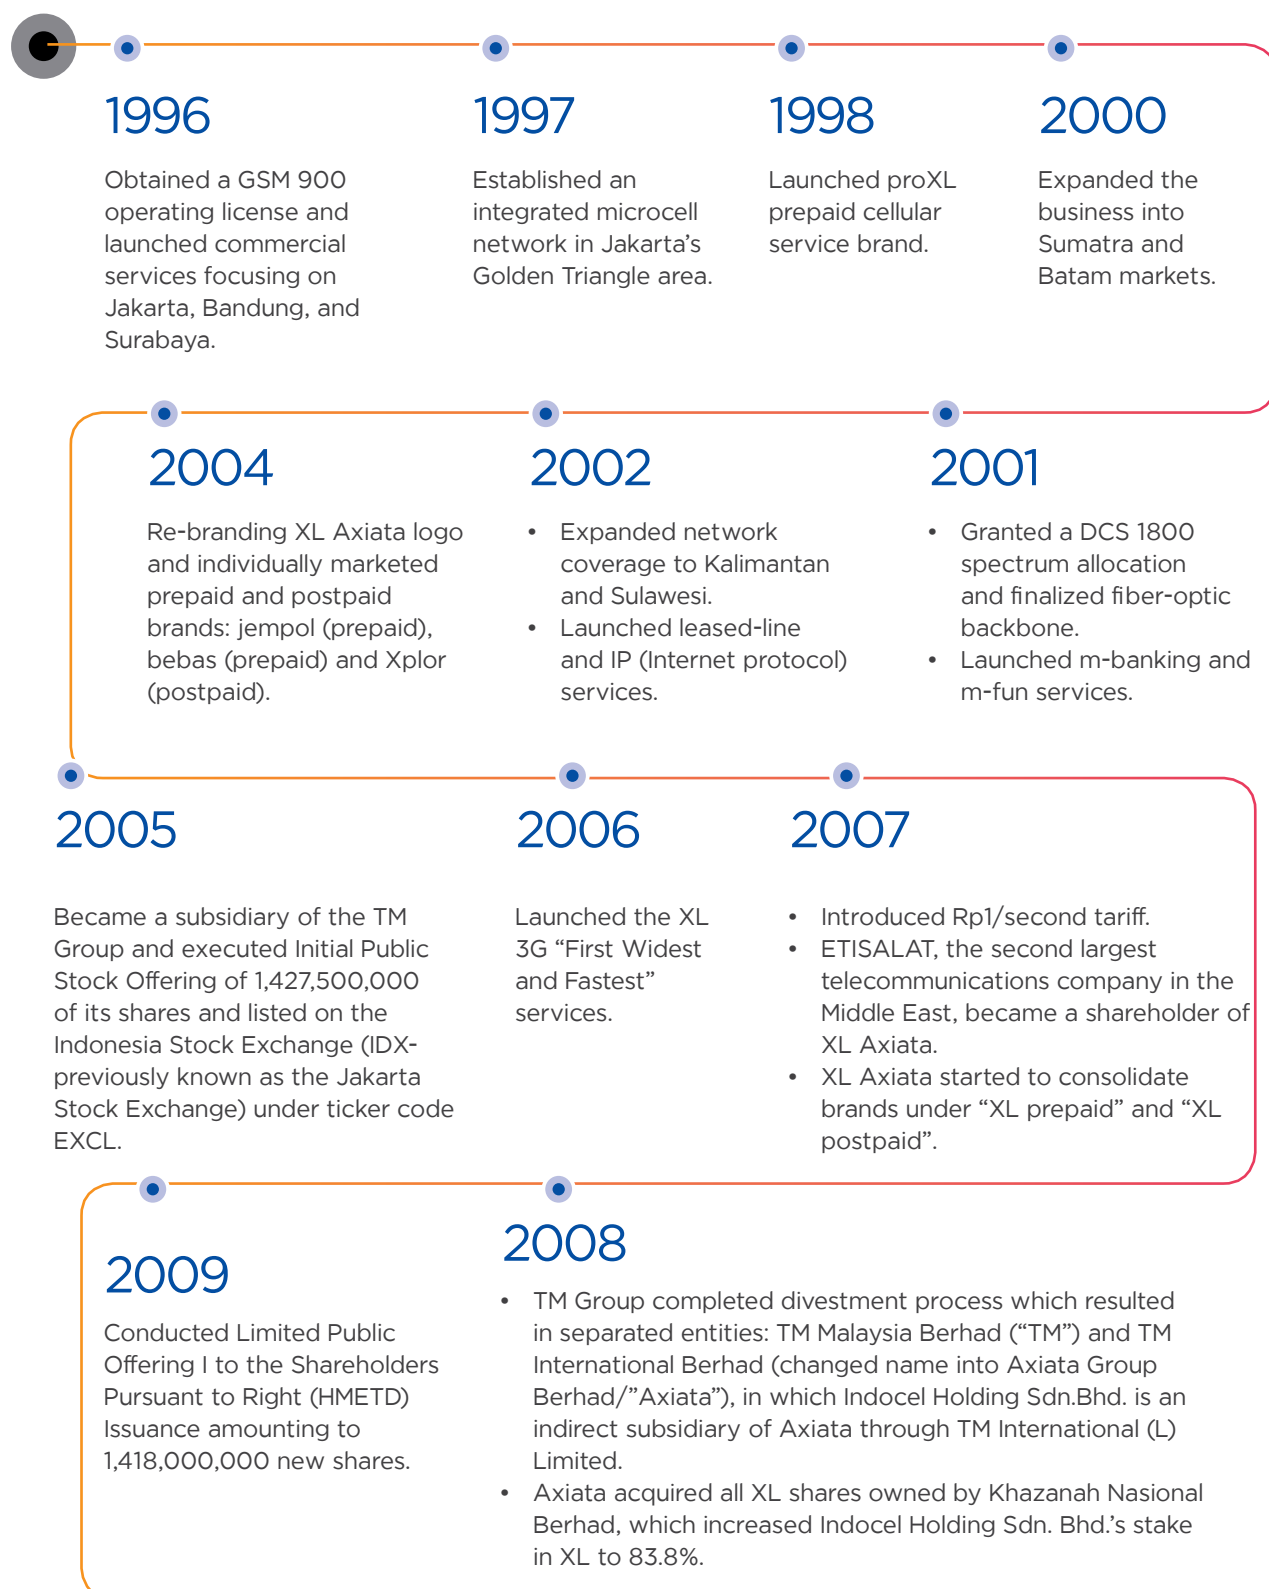 1996
Obtained a GSM 900
operating license and
launched commercial
services focusing on
Jakarta, Bandung, and
Surabaya.
1997
Established an
integrated microcell
network in Jakarta’s
Golden Triangle area.
1998
Launched proXL
prepaid cellular
service brand.
2000
Expanded the
business into
Sumatra and
Batam markets.
2004
Re-branding XL Axiata logo
and individually marketed
prepaid and postpaid
brands: jempol (prepaid),
bebas (prepaid) and Xplor
(postpaid).
2002
• Expanded network
coverage to Kalimantan
and Sulawesi.
• Launched leased-line
and IP (Internet protocol)
services.
2001
• Granted a DCS 1800
spectrum allocation
and finalized fiber-optic
backbone.
• Launched m-banking and
m-fun services.
2005
Became a subsidiary of the TM
Group and executed Initial Public
Stock Offering of 1,427,500,000
of its shares and listed on the
Indonesia Stock Exchange (IDX-
previously known as the Jakarta
Stock Exchange) under ticker code
EXCL.
2006
Launched the XL
3G “First Widest
and Fastest”
services.
2007
• Introduced Rp1/second tariff.
• ETISALAT, the second largest
telecommunications company in the
Middle East, became a shareholder of
XL Axiata.
• XL Axiata started to consolidate
brands under “XL prepaid” and “XL
postpaid”.
2009
Conducted Limited Public
Offering I to the Shareholders
Pursuant to Right (HMETD)
Issuance amounting to
1,418,000,000 new shares.
2008
• TM Group completed divestment process which resulted
in separated entities: TM Malaysia Berhad (“TM”) and TM
International Berhad (changed name into Axiata Group
Berhad/”Axiata”), in which Indocel Holding Sdn.Bhd. is an
indirect subsidiary of Axiata through TM International (L)
Limited.
• Axiata acquired all XL shares owned by Khazanah Nasional
Berhad, which increased Indocel Holding Sdn. Bhd.’s stake
in XL to 83.8%.